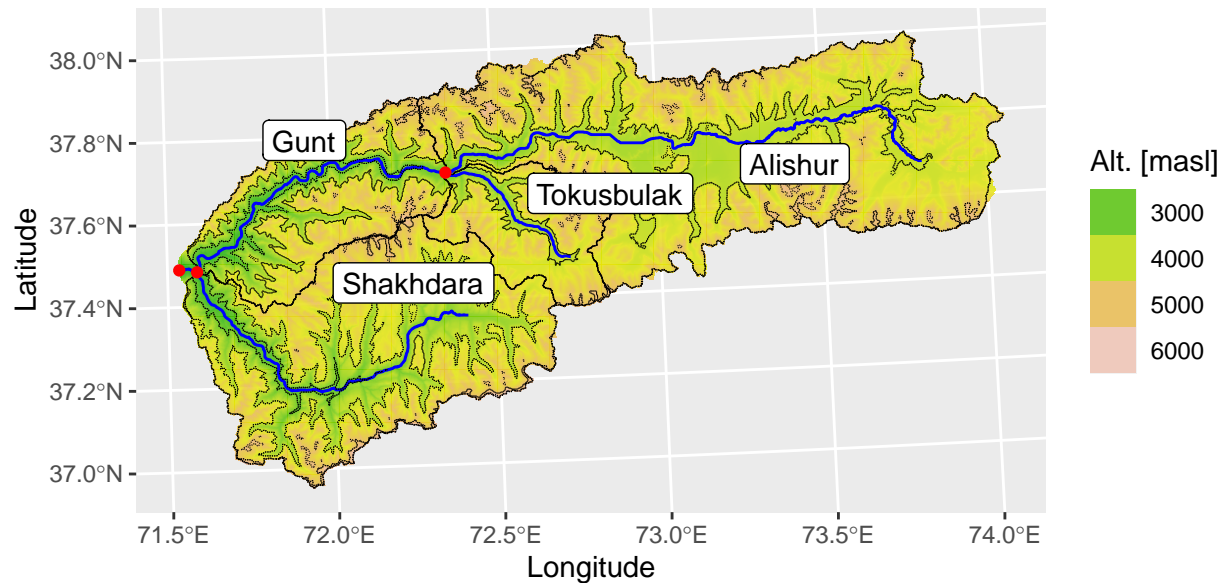 38.0°N
37.8°N
37.6°N
37.4°N
37.2°N
37.0°N
Latitude
Gunt
Alishur
Tokusbulak
Shakhdara
71.5°E
72.0°E
72.5°E
73.0°E
73.5°E
74.0°E
Longitude
Alt. [masl]
3000
4000
5000
6000